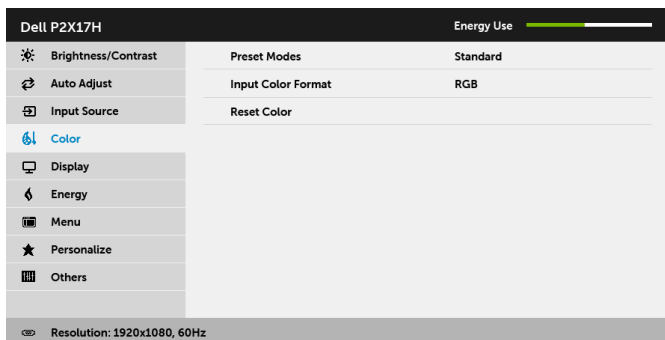 Dell P2X17H Energy Use
Brightness/Contrast Preset Modes Standard
Auto Adjust Input Color Format RGB
Input Source Reset Color
Color
Display
Energy
Menu
Personalize
Others
Resolution: 1920x1080, 60Hz